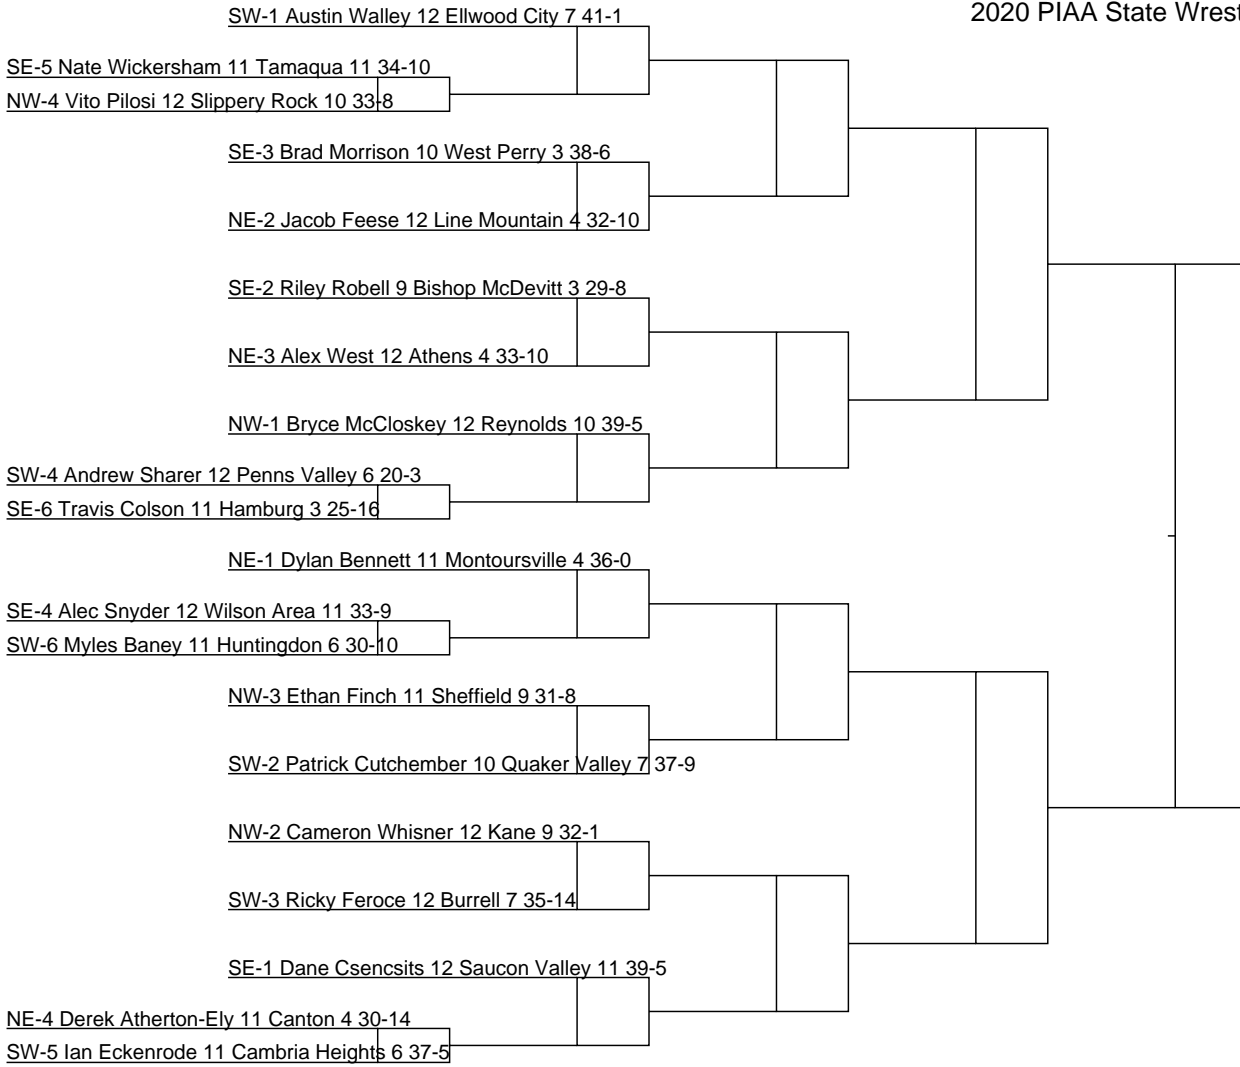 2020 PIAA State Wrest
SW-1 Austin Walley 12 Ellwood City 7 41-1
SE-5 Nate Wickersham 11 Tamaqua 11 34-10
NW-4 Vito Pilosi 12 Slippery Rock 10 33-8
SE-3 Brad Morrison 10 West Perry 3 38-6
NE-2 Jacob Feese 12 Line Mountain 4 32-10
SE-2 Riley Robell 9 Bishop McDevitt 3 29-8
NE-3 Alex West 12 Athens 4 33-10
NW-1 Bryce McCloskey 12 Reynolds 10 39-5
SW-4 Andrew Sharer 12 Penns Valley 6 20-3
SE-6 Travis Colson 11 Hamburg 3 25-16
NE-1 Dylan Bennett 11 Montoursville 4 36-0
SE-4 Alec Snyder 12 Wilson Area 11 33-9
SW-6 Myles Baney 11 Huntingdon 6 30-10
NW-3 Ethan Finch 11 Sheffield 9 31-8
SW-2 Patrick Cutchember 10 Quaker Valley 7 37-9
NW-2 Cameron Whisner 12 Kane 9 32-1
SW-3 Ricky Feroce 12 Burrell 7 35-14
SE-1 Dane Csencsits 12 Saucon Valley 11 39-5
NE-4 Derek Atherton-Ely 11 Canton 4 30-14
SW-5 Ian Eckenrode 11 Cambria Heights 6 37-5